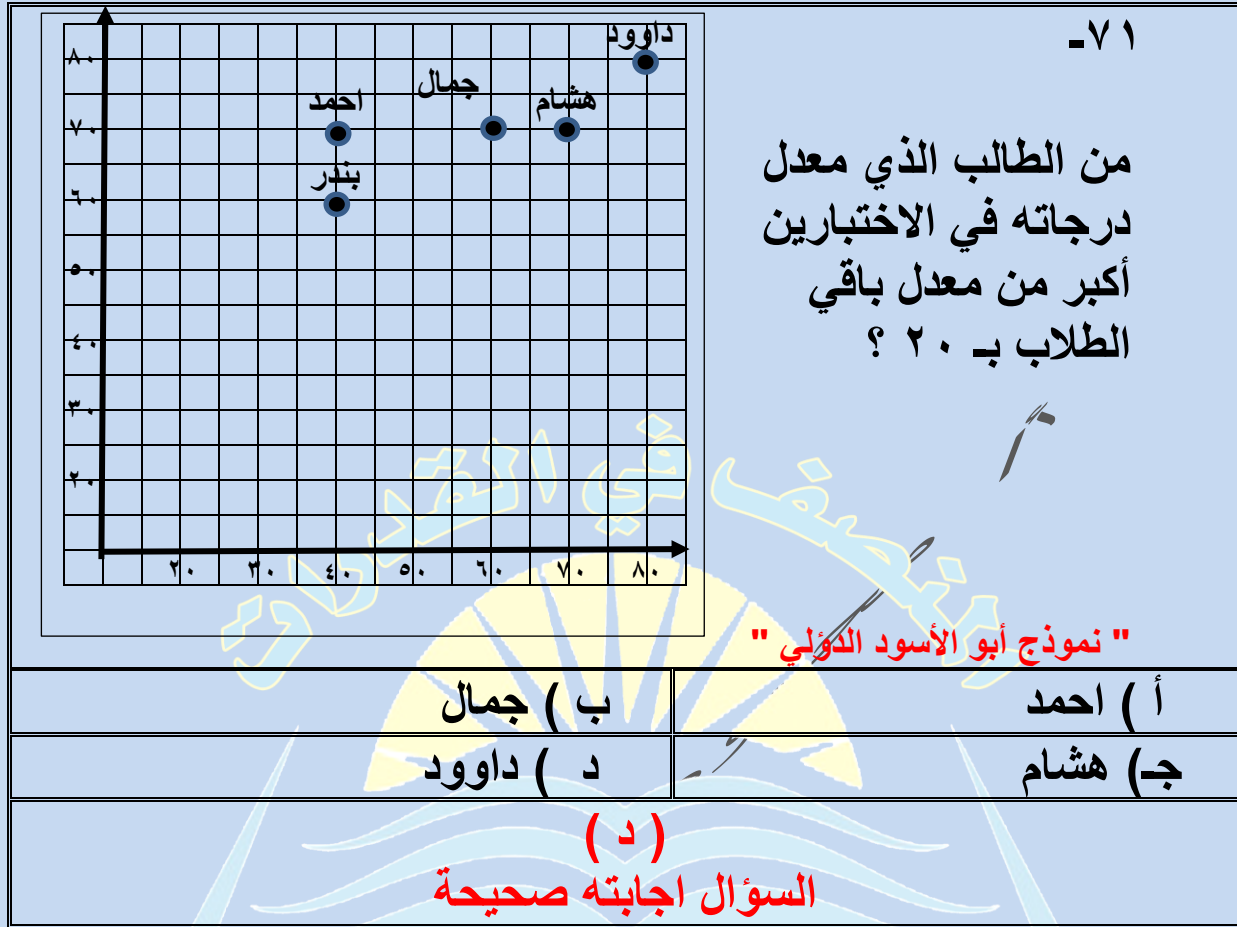 ٧١-
من الطالب الذي معدل
درجاته في الاختبارين
أكبر من معدل باقي
الطلاب بـ ٢٠ ؟
" نموذج أبو الأسود الدؤلي "
داوود
جمال
هشام
احمد
بندر
٨٠
٧٠
٦٠
٥٠
٤٠
٣٠
٢٠
٢٠ ٣٠ ٤٠ ٥٠ ٦٠ ٧٠ ٨٠
أ ) احمد
ب ) جمال
جـ) هشام
د ) داوود
( د )
السؤال اجابته صحيحة